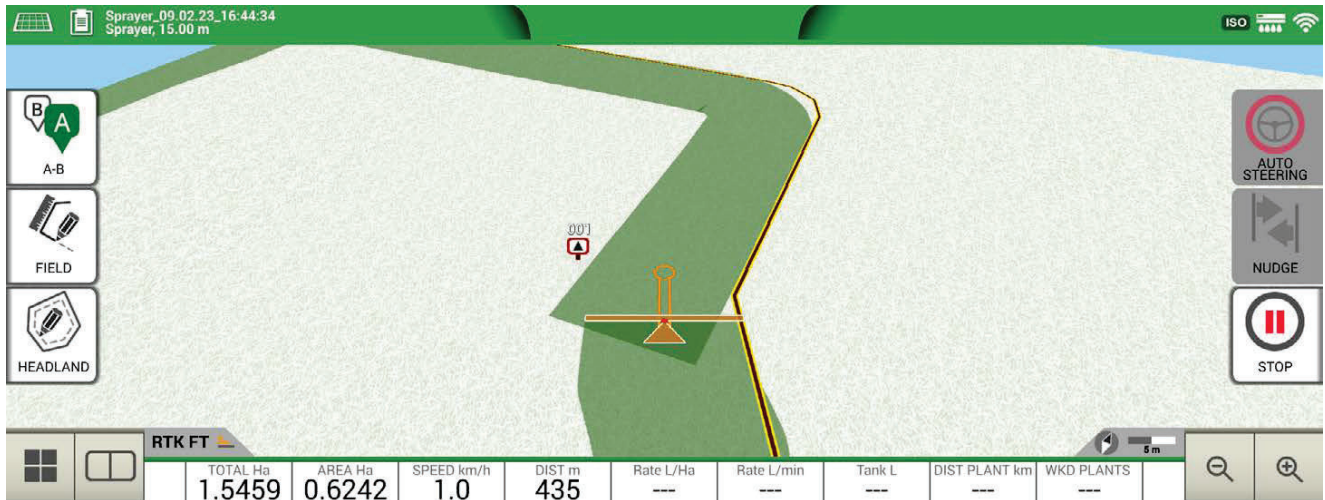 Sprayer_09.02.23_16:44:34
Sprayer, 15.00 m
ISO
B
A
A-B
FIELD
HEADLAND
AUTO
STEERING
NUDGE
STOP
RTK FT
5 m
TOTAL Ha
1.5459
AREA Ha
0.6242
SPEED km/h
1.0
DIST m
435
Rate L/Ha
---
Rate L/min
---
Tank L
---
DIST PLANT km
---
WKD PLANTS
---